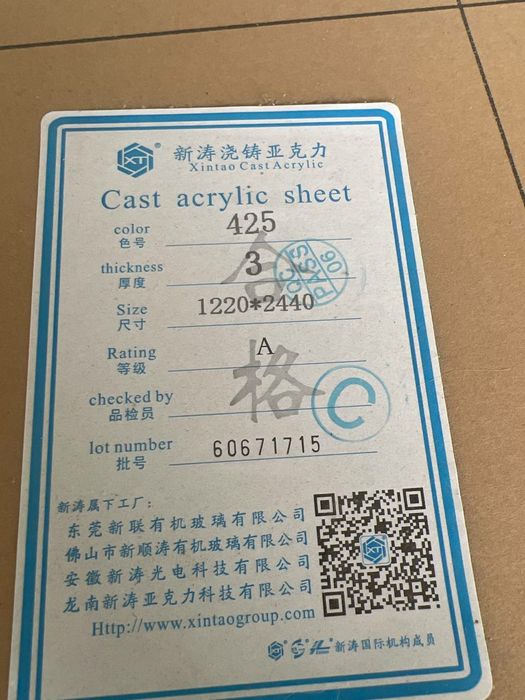 XT 新涛浇铸亚克力
Xintao Cast Acrylic
Cast acrylic sheet
color 425
色号
thickness 3
厚度
合
QC PASS 06
Size 1220*2440
尺寸
Rating A
等级
格
checked by C
品检员
lot number 60671715
批号
新涛属下工厂:
东莞新联有机玻璃有限公司
佛山市新顺涛有机玻璃有限公司
安徽新涛光电科技有限公司
龙南新涛亚克力科技有限公司
XT
Http://www.xintaogroup.com
新涛国际机构成员